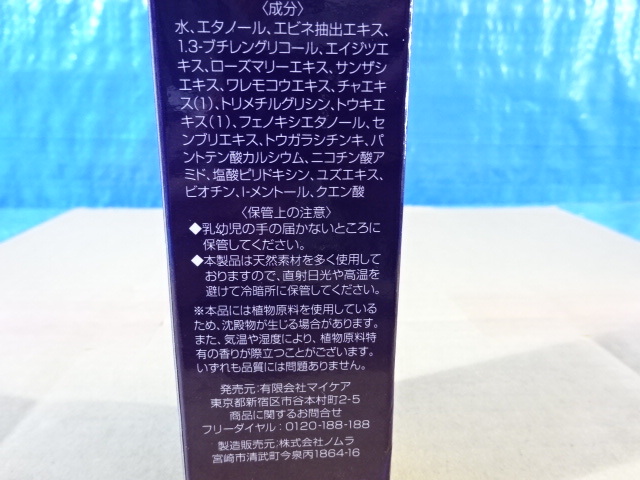 〈成分〉
水、エタノール、エビネ抽出エキス、
1.3-ブチレングリコール、エイジツエ
キス、ローズマリーエキス、サンザシ
エキス、ワレモコウエキス、チャエキ
ス(1)、トリメチルグリシン、トウキエ
キス(1)、フェノキシエタノール、セ
ンブリエキス、トウガラシチンキ、パ
ントテン酸カルシウム、ニコチン酸ア
ミド、塩酸ピリドキシン、ユズエキス、
ビオチン、l-メントール、クエン酸
〈保管上の注意〉
◆乳幼児の手の届かないところに
保管してください。
◆本製品は天然素材を多く使用して
おりますので、直射日光や高温を
避けて冷暗所に保管してください。
※本品には植物原料を使用している
ため、沈殿物が生じる場合があります。
また、気温や湿度により、植物原料特
有の香りが際立つことがございます。
いずれも品質には問題ありません。
発売元:有限会社マイケア
東京都新宿区市谷本村町2-5
商品に関するお問合せ
フリーダイヤル:0120-188-188
製造販売元:株式会社ノムラ
宮崎市清武町今泉丙1864-16